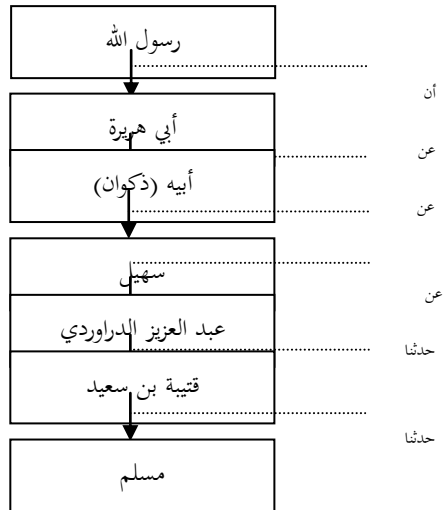 رسول الله
أن
أبي هريرة
عن
أبيه (ذكوان)
عن
سهيل
عن
عبد العزيز الدراوردي
حدثنا
قتيبة بن سعيد
حدثنا
مسلم